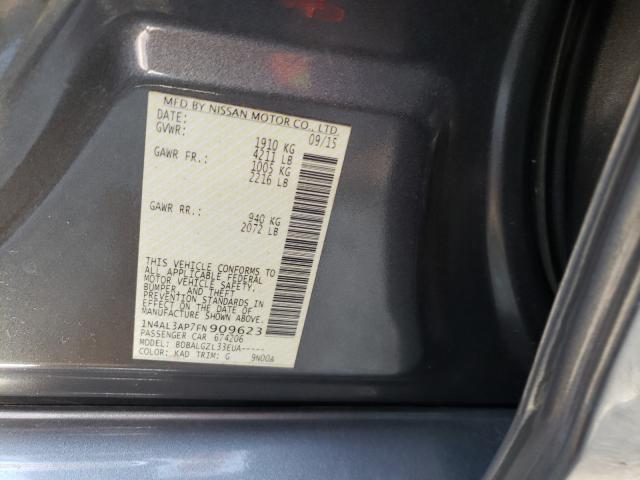 MFD BY NISSAN MOTOR CO., LTD.
DATE: 09/15
GVWR: 1910 KG
4211 LB
GAWR FR.: 1005 KG
2216 LB
GAWR RR.: 940 KG
2072 LB
THIS VEHICLE CONFORMS TO
ALL APPLICABLE FEDERAL
MOTOR VEHICLE SAFETY,
BUMPER, AND THEFT
PREVENTION STANDARDS IN
EFFECT ON THE DATE OF
MANUFACTURE SHOWN ABOVE.
1N4AL3AP7FN909623
PASSENGER CAR 674206
MODEL: BDBALGZL33EUA-----
COLOR: KAD TRIM: G 9N00A